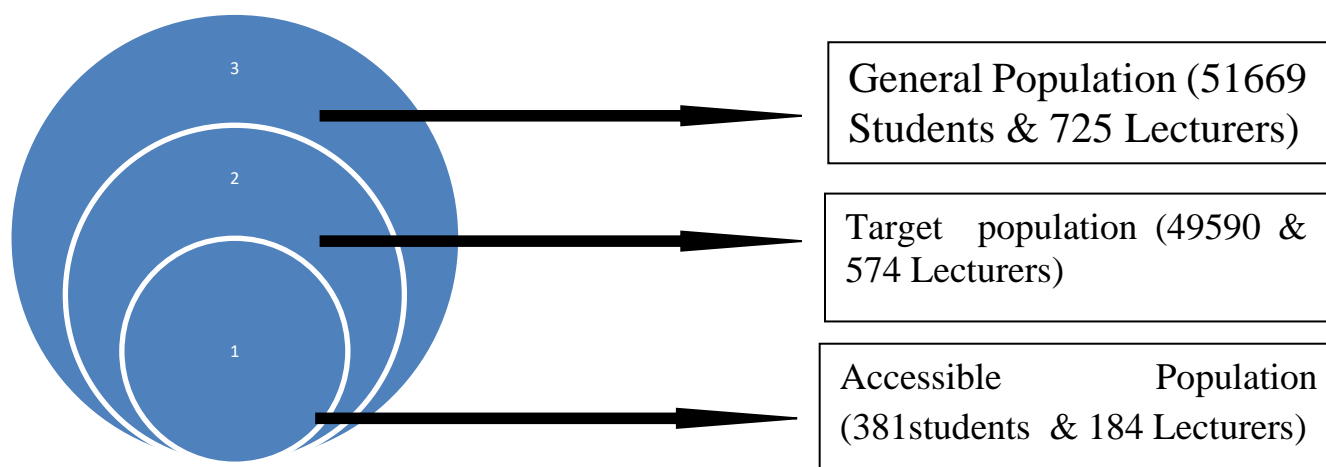 3
General Population (51669
Students & 725 Lecturers)
2
Target population (49590 &
574 Lecturers)
1
Accessible Population
(381students & 184 Lecturers)